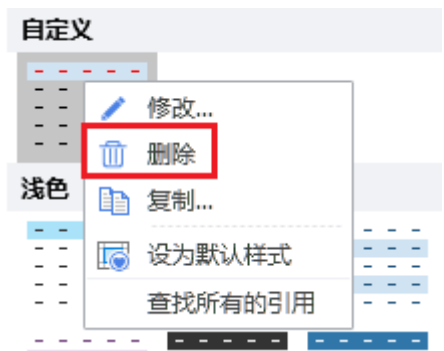 自定义
修改...
删除
浅色
复制...
设为默认样式
查找所有的引用